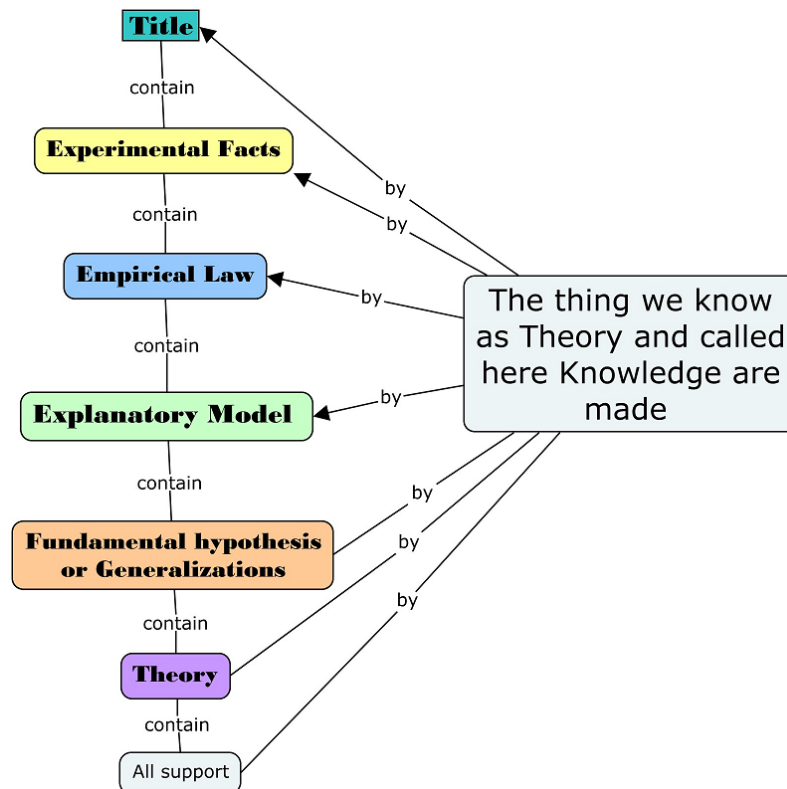 Title
contain
Experimental Facts
by
contain
by
Empirical Law
by
The thing we know
as Theory and called
here Knowledge are
made
contain
by
Explanatory Model
contain
by
Fundamental hypothesis
or Generalizations
by
contain
by
Theory
contain
All support